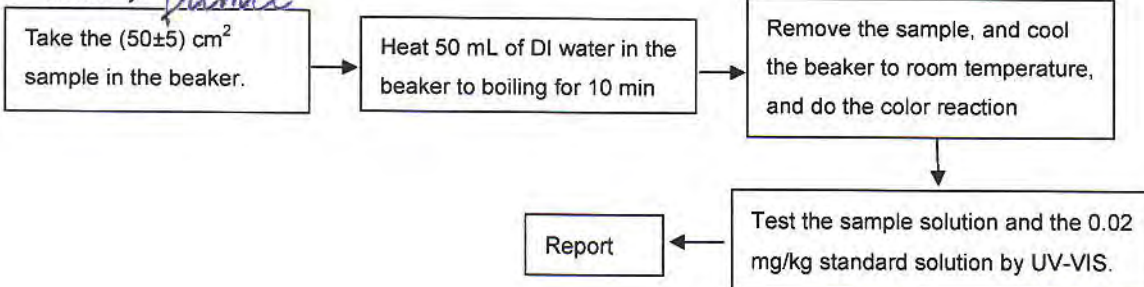 Take the (50±5) cm²
sample in the beaker.
Heat 50 mL of DI water in the
beaker to boiling for 10 min
Remove the sample, and cool
the beaker to room temperature,
and do the color reaction
Test the sample solution and the 0.02
mg/kg standard solution by UV-VIS.
Report